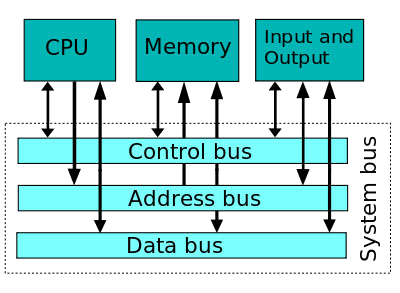 CPU
Memory
Input and
Output
Control bus
Address bus
Data bus
System bus